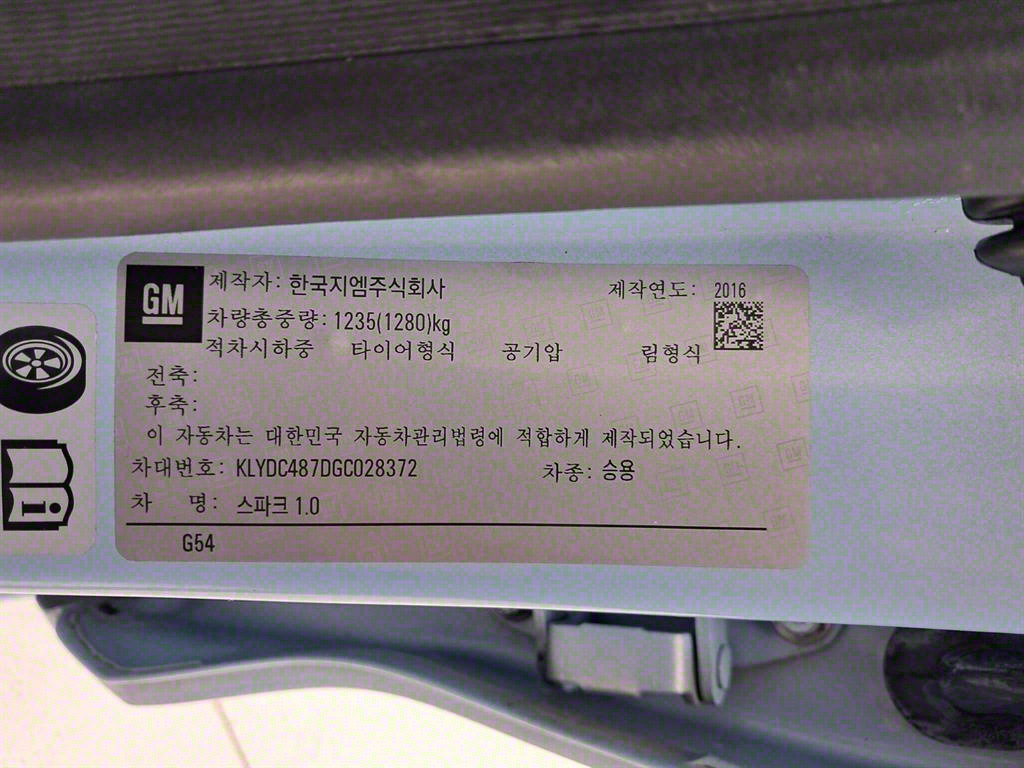 GM
제작자: 한국지엠주식회사 제작연도: 2016
차량총중량: 1235(1280)kg
적차시하중 타이어형식 공기압 림형식
전축:
후축:
이 자동차는 대한민국 자동차관리법령에 적합하게 제작되었습니다.
차대번호: KLYDC487DGC028372 차종: 승용
차 명: 스파크 1.0
G54